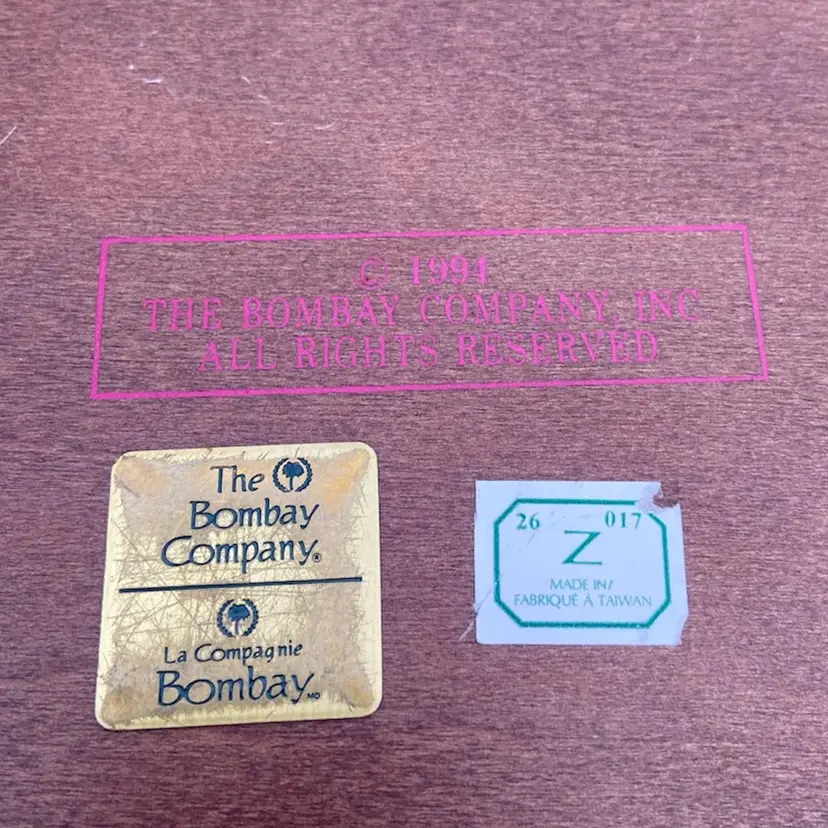 © 1994
THE BOMBAY COMPANY, INC.
ALL RIGHTS RESERVED
The
Bombay
Company®
La Compagnie
Bombay MD
26 017
Z
MADE IN/
FABRIQUÉ À TAIWAN